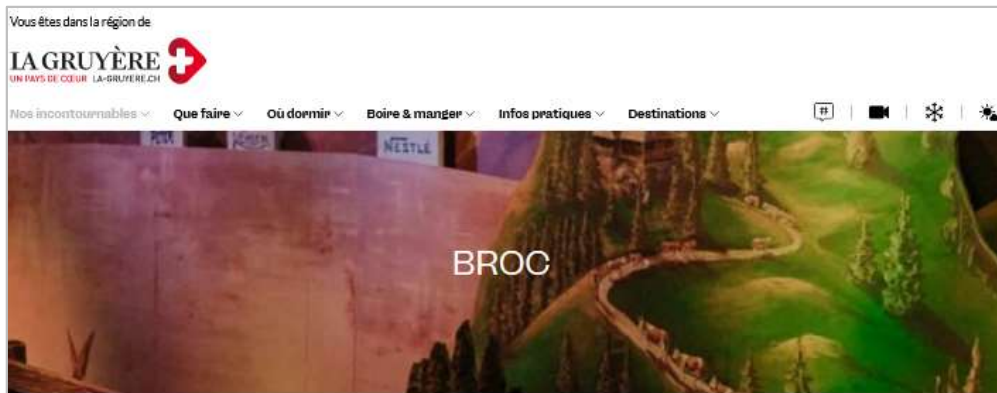 Vous êtes dans la région de
LA GRUYÈRE
UN PAYS DE CŒUR LA-GRUYERE.CH
Nos incontournables Que faire Où dormir Boire & manger Infos pratiques Destinations #
NESTLÉ
BROC